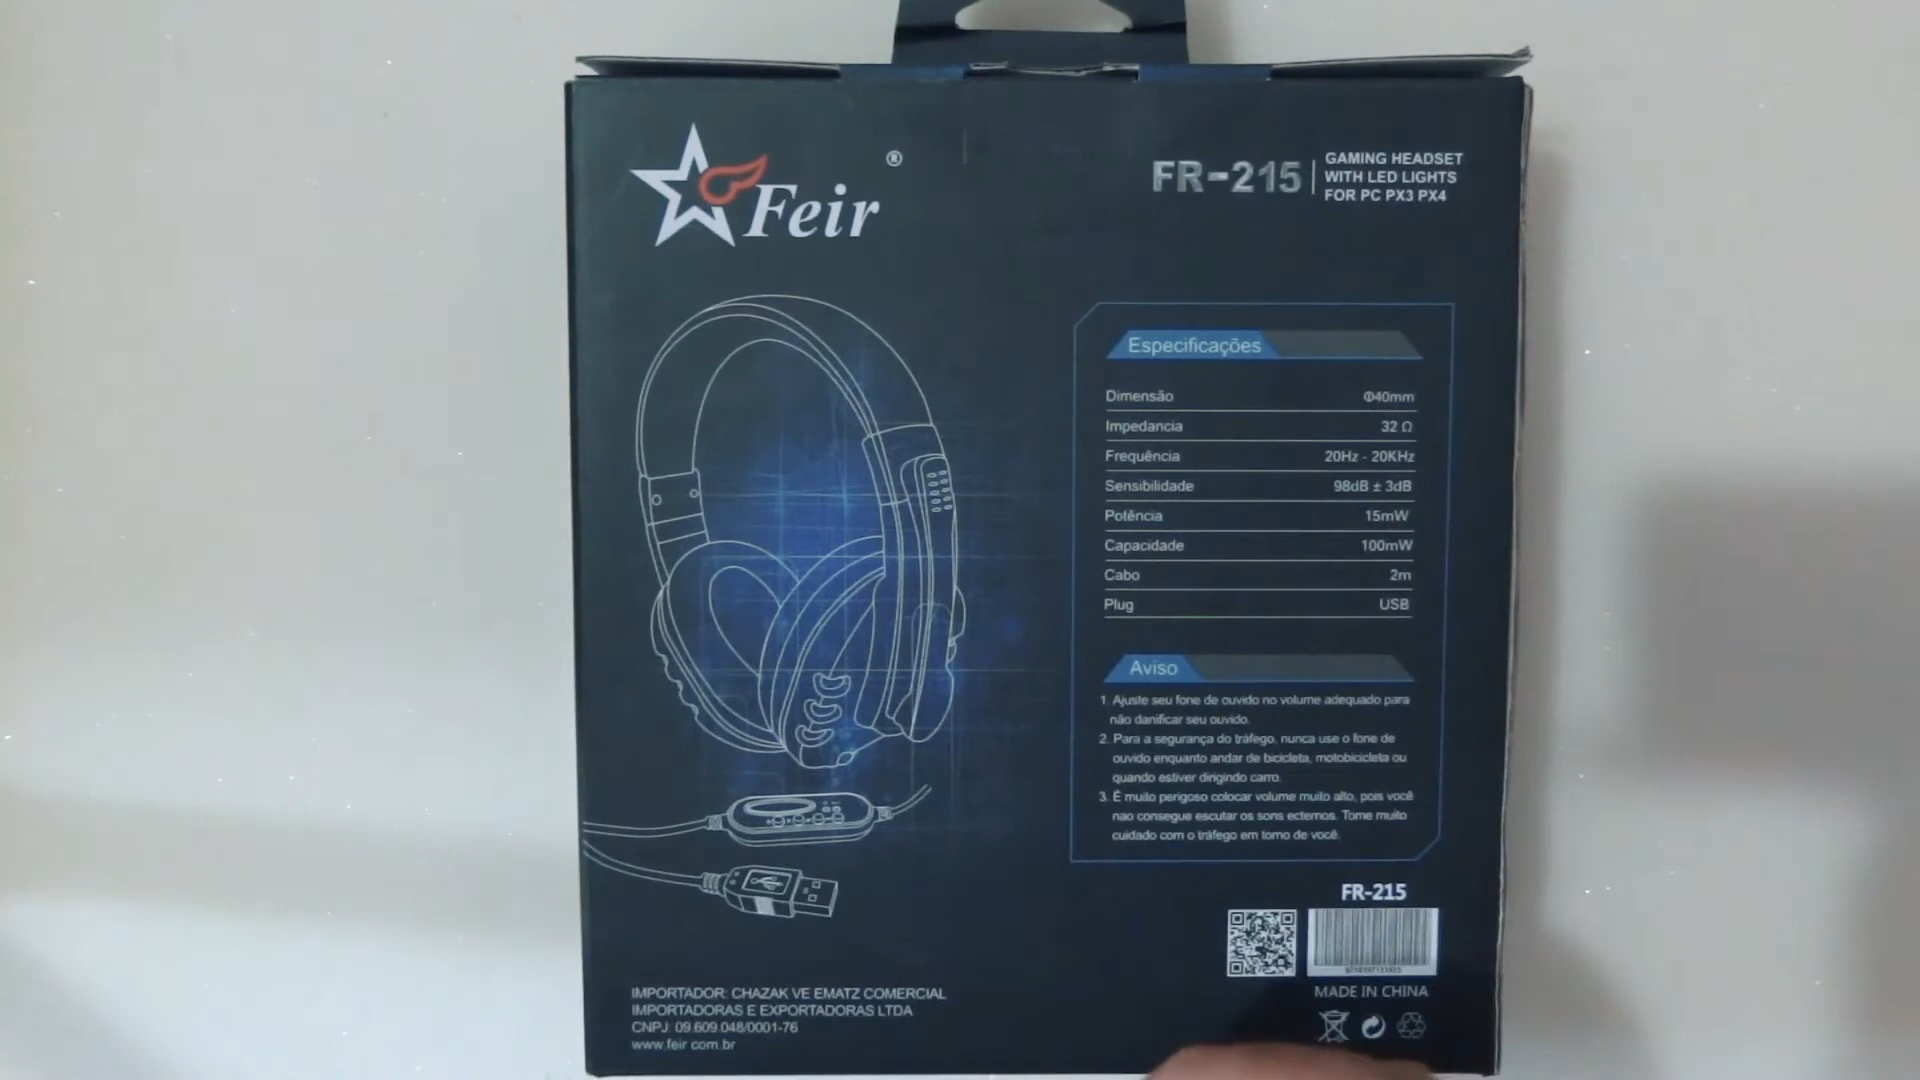 Feir ®
FR-215
GAMING HEADSET
WITH LED LIGHTS
FOR PC PX3 PX4
Especificações
Dimensão Φ40mm
Impedancia 32 Ω
Frequência 20Hz - 20KHz
Sensibilidade 98dB ± 3dB
Potência 15mW
Capacidade 100mW
Cabo 2m
Plug USB
Aviso
1. Ajuste seu fone de ouvido no volume adequado para
não danificar seu ouvido.
2. Para a segurança do tráfego, nunca use o fone de
ouvido enquanto andar de bicicleta, motobicicleta ou
quando estiver dirigindo carro.
3. É muito perigoso colocar volume muito alto, pois você
nao consegue escutar os sons ecternos. Tome muito
cuidado com o tráfego em torno de você.
FR-215
MADE IN CHINA
IMPORTADOR: CHAZAK VE EMATZ COMERCIAL
IMPORTADORAS E EXPORTADORAS LTDA
CNPJ: 09.609.048/0001-76
www.feir.com.br